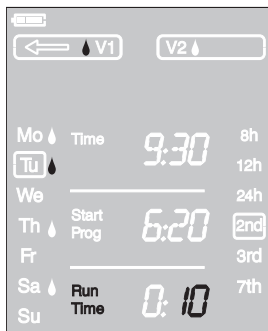 V1 V2
Mo Time 9:30 8h
Tu 12h
We 24h
Th Start Prog 6:20 2nd
Fr 3rd
Sa Run Time 0:10 7th
Su